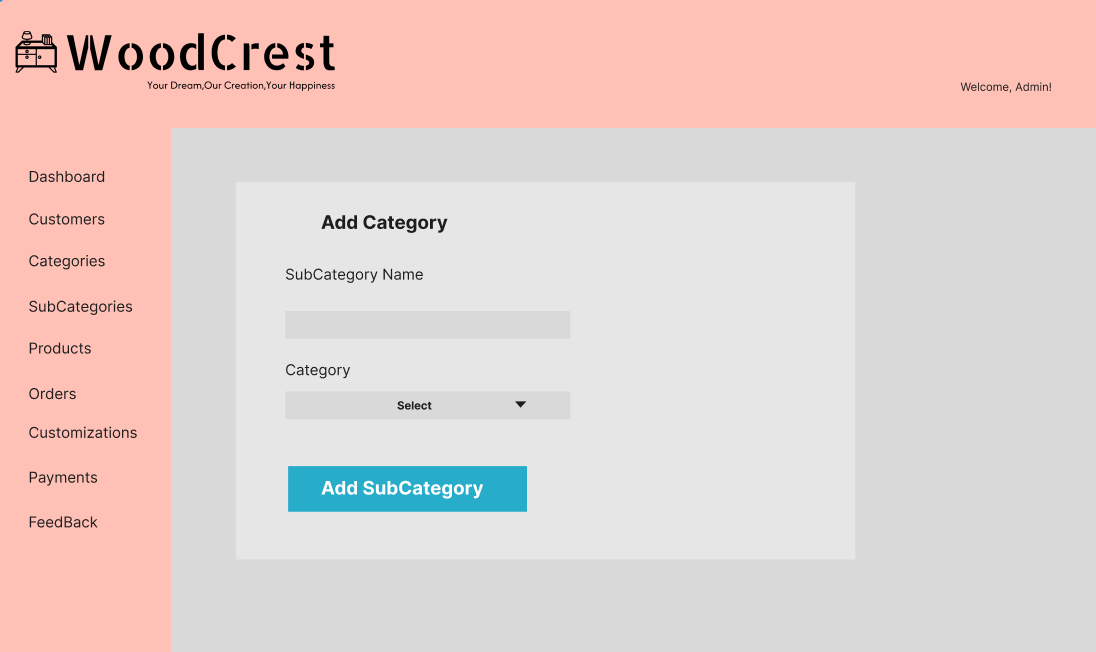 WoodCrest
Your Dream,Our Creation,Your Happiness
Welcome, Admin!
Dashboard
Customers
Categories
SubCategories
Products
Orders
Customizations
Payments
FeedBack
Add Category
SubCategory Name
Category
Select
Add SubCategory